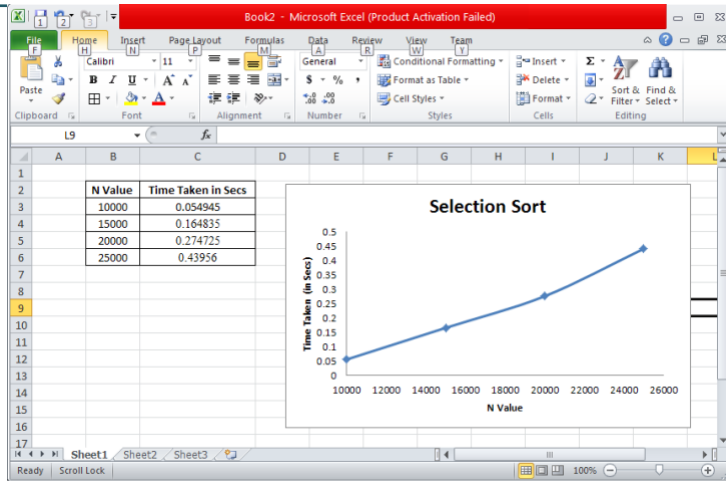 Book2 - Microsoft Excel (Product Activation Failed)
1 2 3
File Home Insert Page Layout Formulas Data Review View Team
F H N P M A R W Y
Paste
Calibri 11
B I U A A
A
General
$ % ,
Conditional Formatting
Format as Table
Cell Styles
Insert
Delete
Format
Σ
Sort & Filter
Find & Select
Clipboard Font Alignment Number Styles Cells Editing
L9 fx
A B C D E F G H I J K L
1
2 N Value Time Taken in Secs
3 10000 0.054945
4 15000 0.164835
5 20000 0.274725
6 25000 0.43956
7
8
9
10
11
12
13
14
15
16
17
Selection Sort
Time Taken (in Secs)
0.5
0.45
0.4
0.35
0.3
0.25
0.2
0.15
0.1
0.05
0
10000 12000 14000 16000 18000 20000 22000 24000 26000
N Value
Sheet1 Sheet2 Sheet3
Ready Scroll Lock 100%